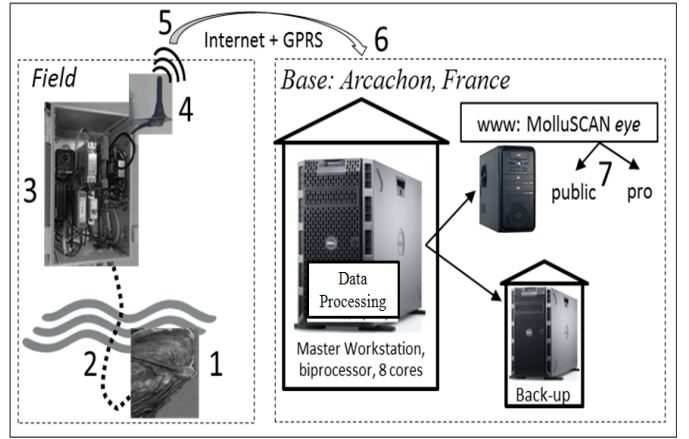 5
Internet + GPRS
6
Field
Base: Arcachon, France
4
www: MolluSCAN eye
3
7
public
pro
Data
Processing
Master Workstation,
biprocessor, 8 cores
2
1
Back-up